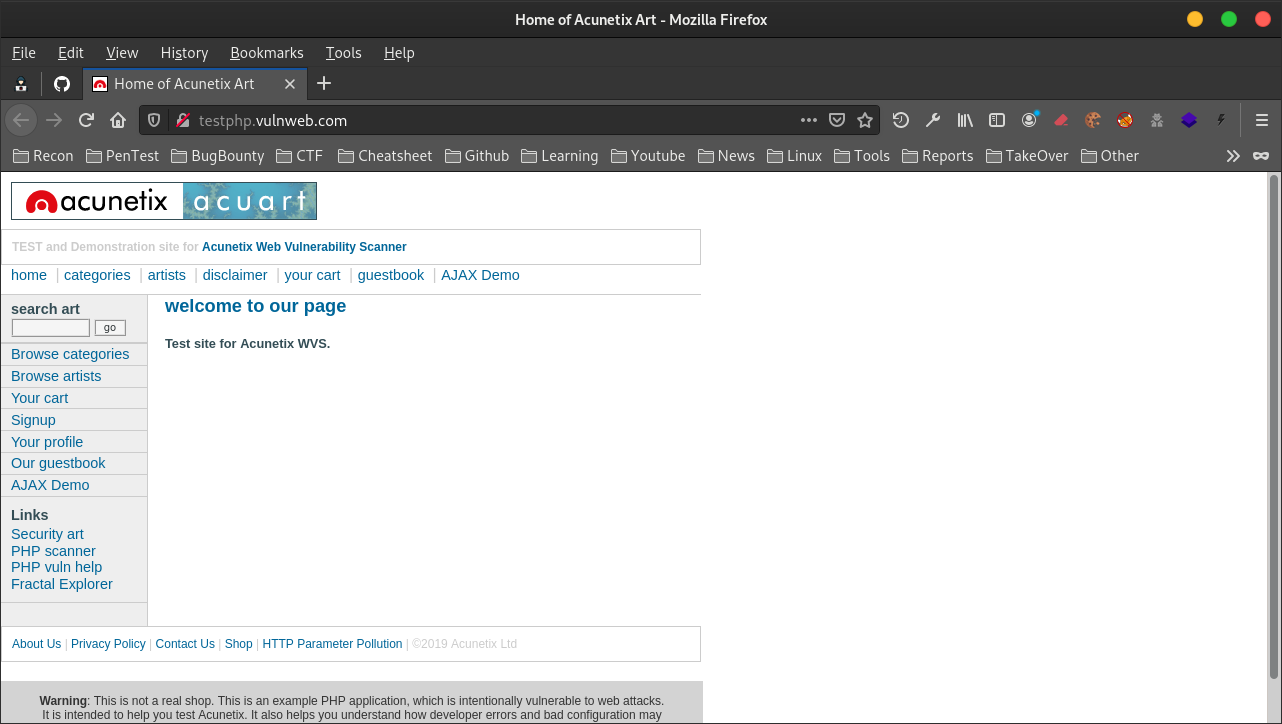 Home of Acunetix Art - Mozilla Firefox
File Edit View History Bookmarks Tools Help
Home of Acunetix Art
testphp.vulnweb.com
Recon PenTest BugBounty CTF Cheatsheet Github Learning Youtube News Linux Tools Reports TakeOver Other
acunetix acuart
TEST and Demonstration site for Acunetix Web Vulnerability Scanner
home | categories | artists | disclaimer | your cart | guestbook | AJAX Demo
search art
go
Browse categories
Browse artists
Your cart
Signup
Your profile
Our guestbook
AJAX Demo
Links
Security art
PHP scanner
PHP vuln help
Fractal Explorer
welcome to our page
Test site for Acunetix WVS.
About Us | Privacy Policy | Contact Us | Shop | HTTP Parameter Pollution | ©2019 Acunetix Ltd
Warning: This is not a real shop. This is an example PHP application, which is intentionally vulnerable to web attacks.
It is intended to help you test Acunetix. It also helps you understand how developer errors and bad configuration may